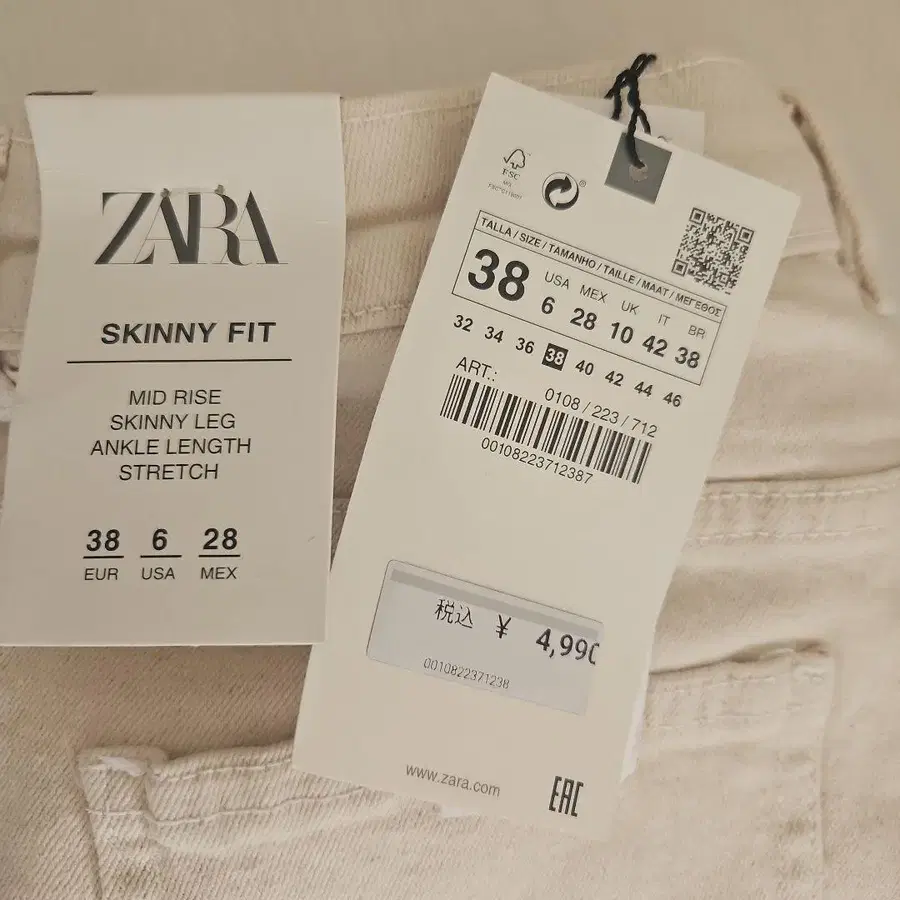 ZARA
SKINNY FIT
MID RISE
SKINNY LEG
ANKLE LENGTH
STRETCH
38 6 28
EUR USA MEX
FSC
TALLA / SIZE / TAMANHO / TAILLE / MAAT / ΜΕΓΕΘΟΣ
USA MEX UK IT BR
38 6 28 10 42 38
32 34 36 38 40 42 44 46
ART.: 0108 / 223 / 712
00108223712387
税込 ¥ 4,990
0010822371238
www.zara.com
EAC